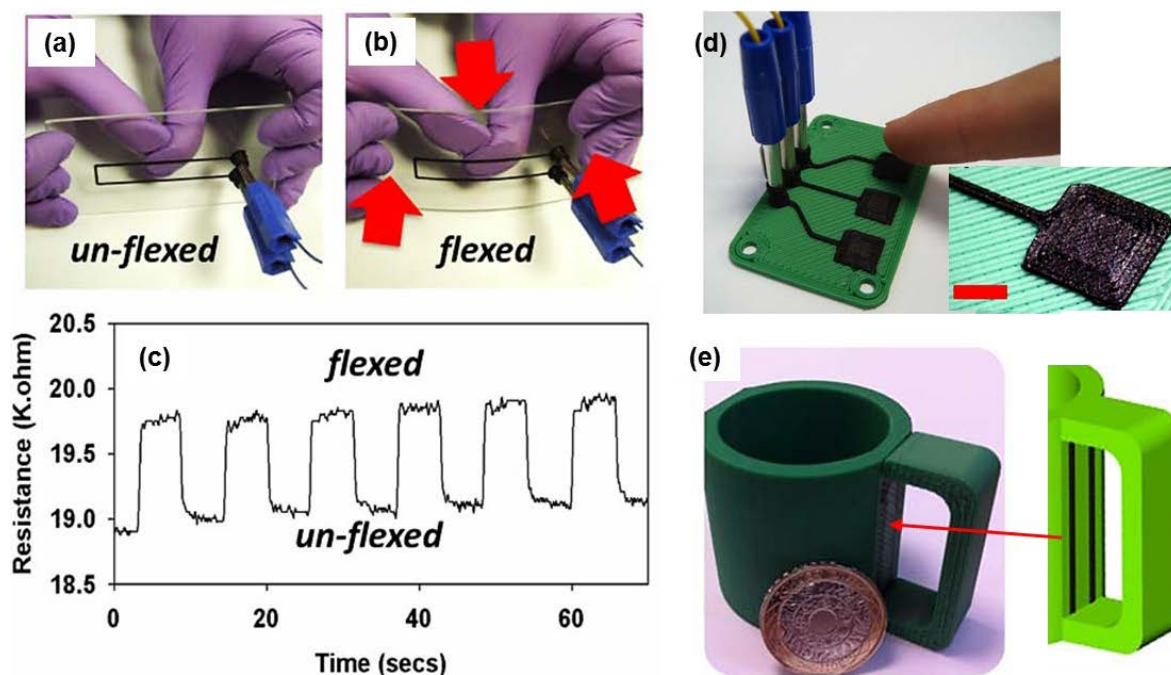 (a)
un-flexed
(b)
flexed
(c)
flexed
un-flexed
Resistance (K.ohm)
20.5
20.0
19.5
19.0
18.5
0
20
40
60
Time (secs)
(d)
(e)